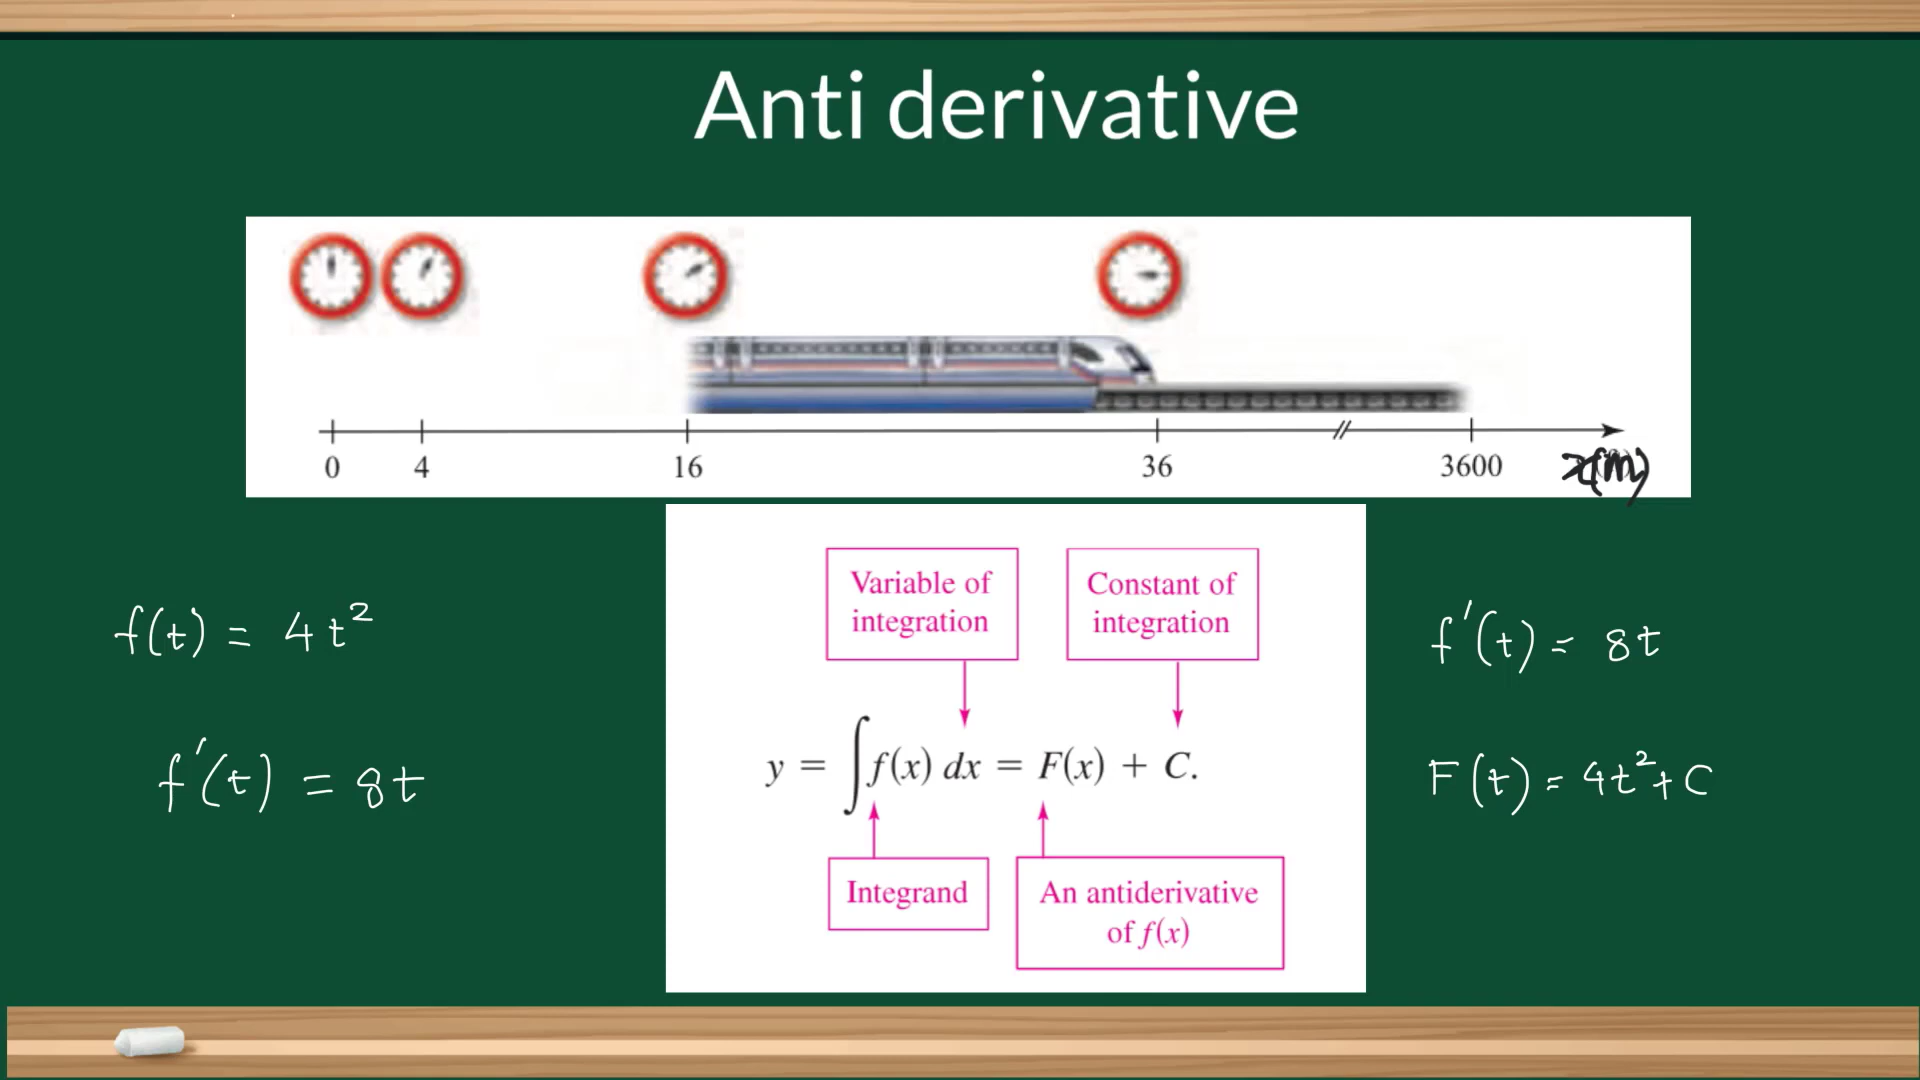 Anti derivative
0 4 16 36 3600 x(m)
f(t) = 4t²
f'(t) = 8t
Variable of
integration
Constant of
integration
y = ∫ f(x) dx = F(x) + C.
Integrand
An antiderivative
of f(x)
f'(t) = 8t
F(t) = 4t² + C